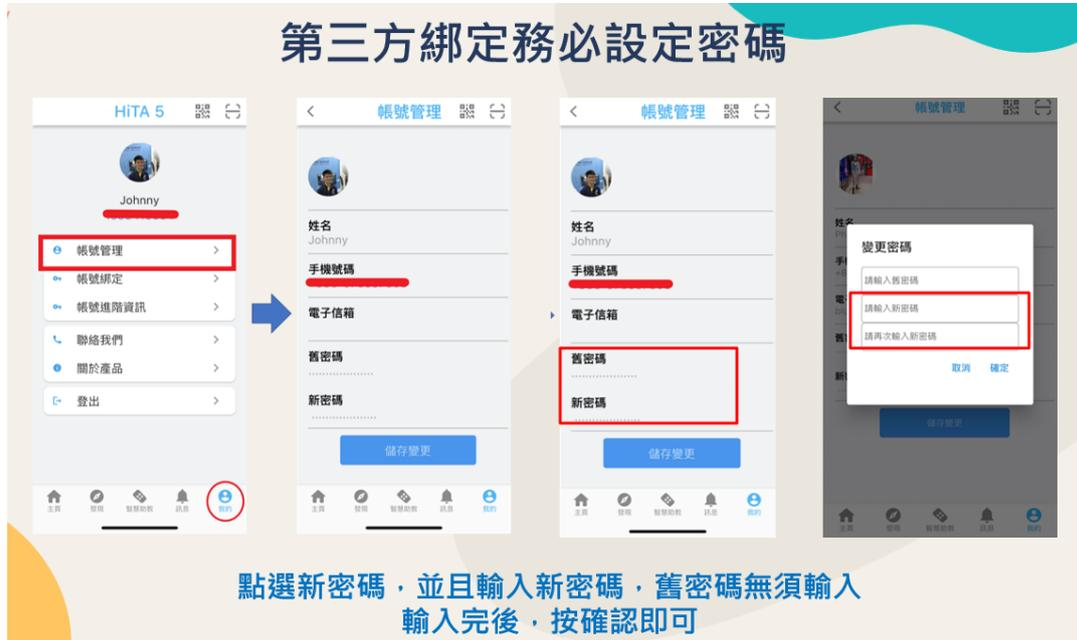 第三方綁定務必設定密碼
HiTA 5
Johnny
帳號管理
帳號綁定
帳號進階資訊
聯絡我們
關於產品
登出
主頁
發現
智慧助教
訊息
我的
帳號管理
姓名
Johnny
手機號碼
電子信箱
舊密碼
新密碼
儲存變更
主頁
發現
智慧助教
訊息
我的
帳號管理
姓名
Johnny
手機號碼
電子信箱
舊密碼
新密碼
儲存變更
主頁
發現
智慧助教
訊息
我的
帳號管理
姓名
變更密碼
請輸入舊密碼
請輸入新密碼
請再次輸入新密碼
取消
確定
儲存變更
主頁
發現
智慧助教
訊息
我的
點選新密碼，並且輸入新密碼，舊密碼無須輸入
輸入完後，按確認即可